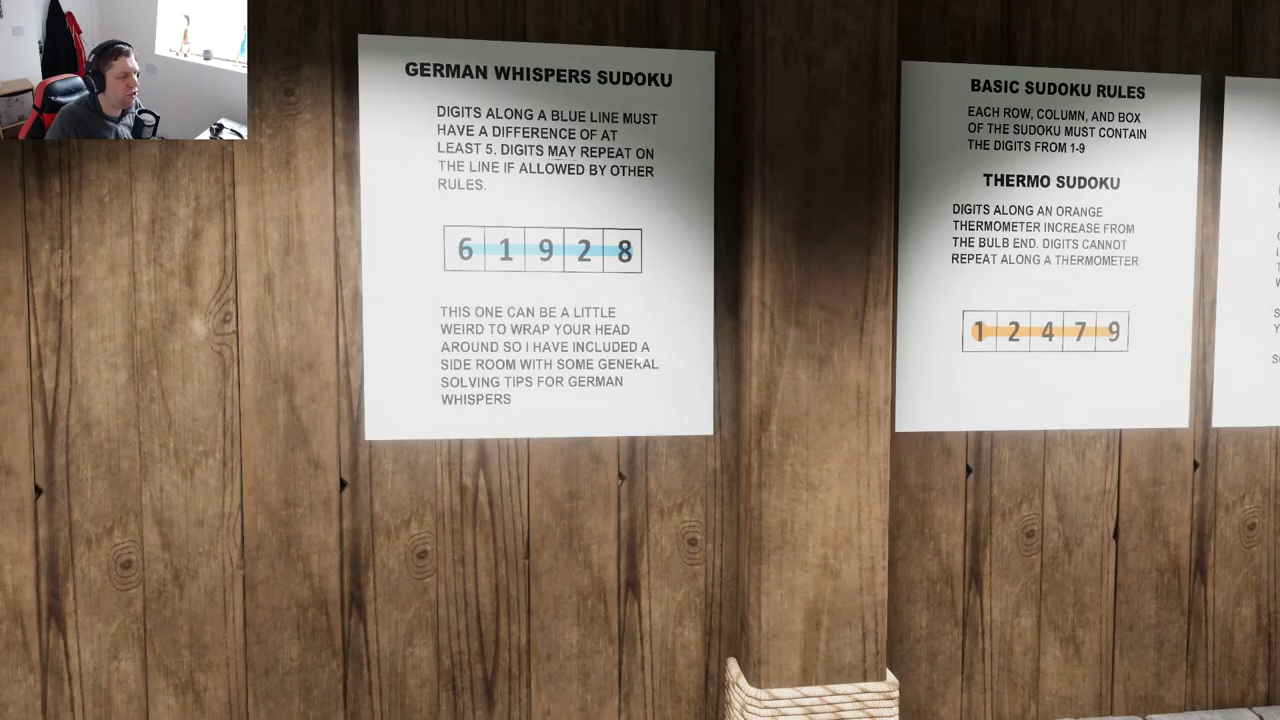 GERMAN WHISPERS SUDOKU
DIGITS ALONG A BLUE LINE MUST
HAVE A DIFFERENCE OF AT
LEAST 5. DIGITS MAY REPEAT ON
THE LINE IF ALLOWED BY OTHER
RULES.
6 1 9 2 8
THIS ONE CAN BE A LITTLE
WEIRD TO WRAP YOUR HEAD
AROUND SO I HAVE INCLUDED A
SIDE ROOM WITH SOME GENERAL
SOLVING TIPS FOR GERMAN
WHISPERS
BASIC SUDOKU RULES
EACH ROW, COLUMN, AND BOX
OF THE SUDOKU MUST CONTAIN
THE DIGITS FROM 1-9
THERMO SUDOKU
DIGITS ALONG AN ORANGE
THERMOMETER INCREASE FROM
THE BULB END. DIGITS CANNOT
REPEAT ALONG A THERMOMETER
1 2 4 7 9